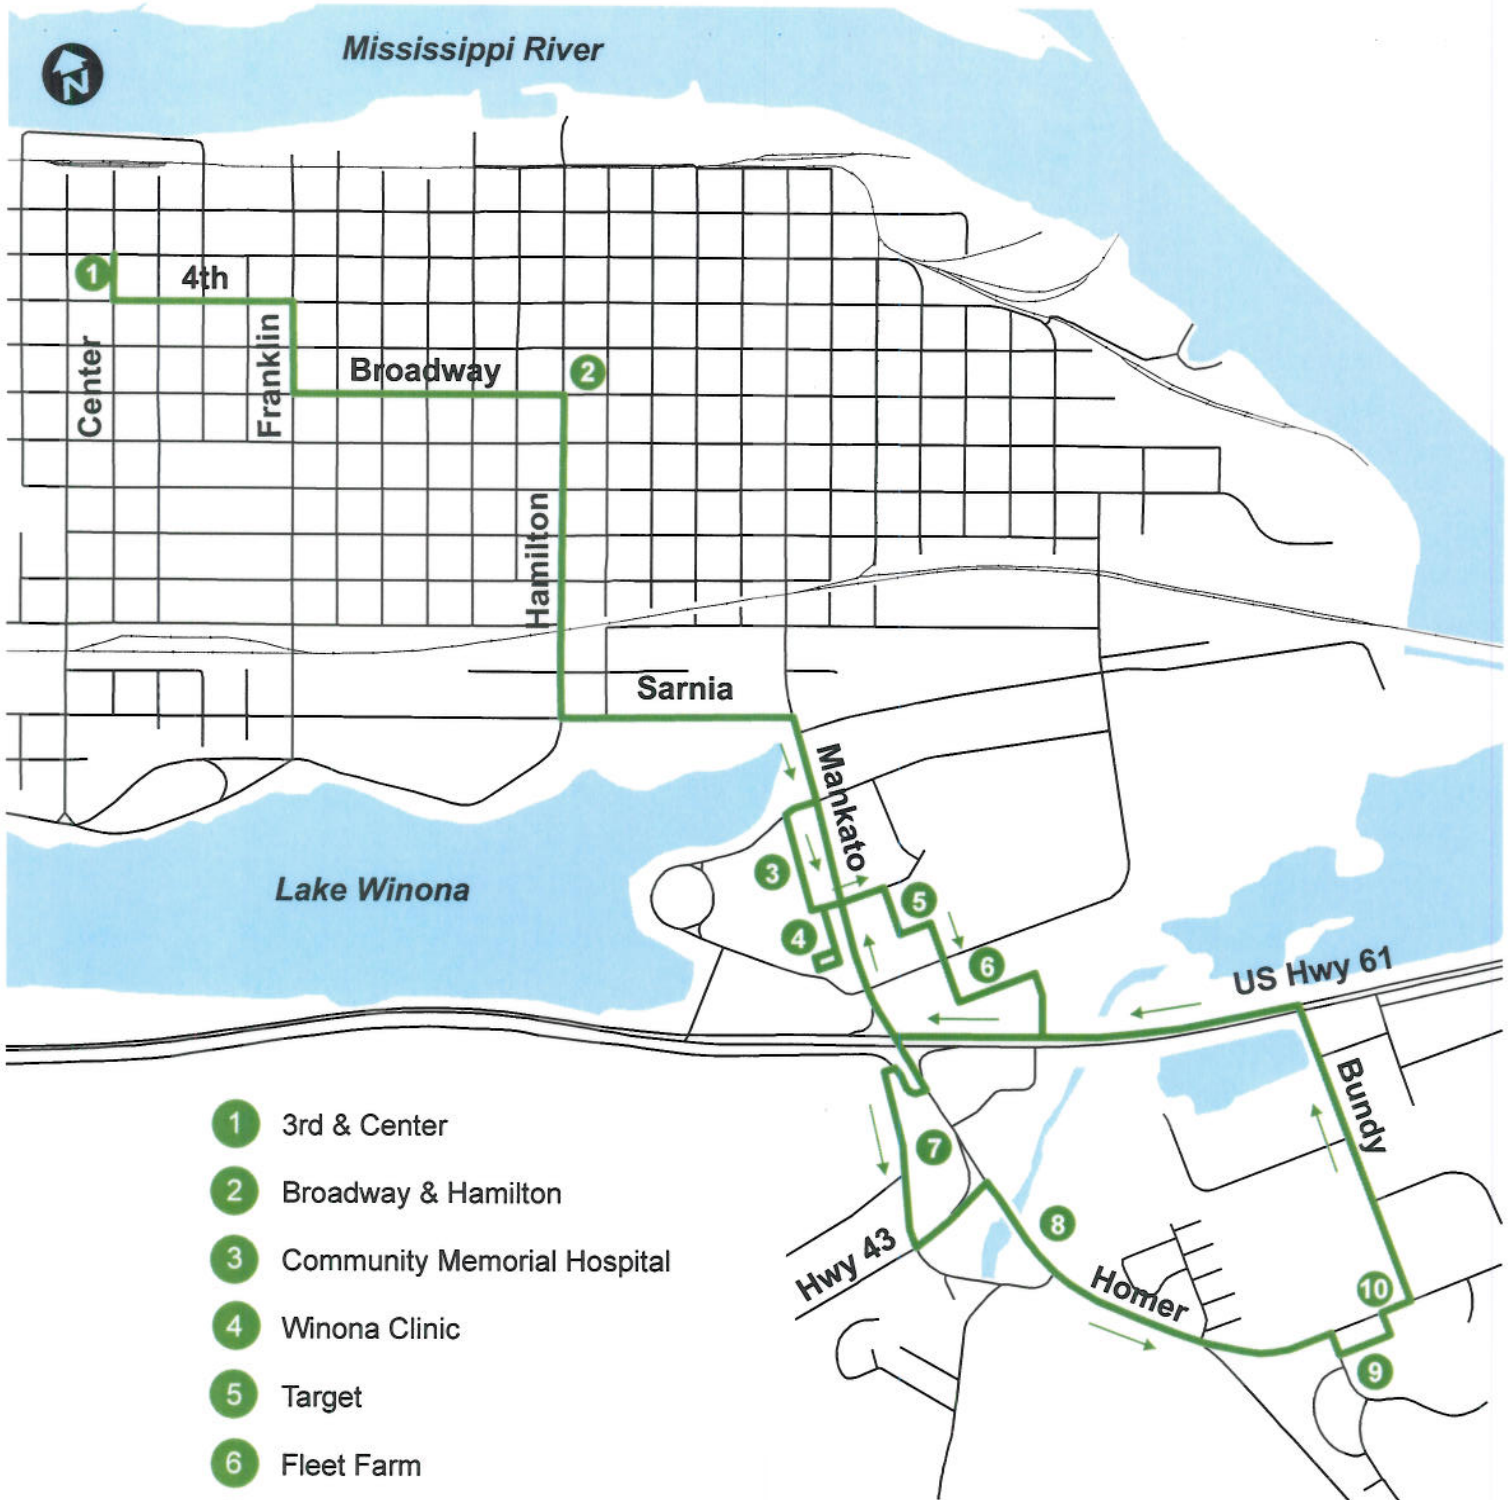 Mississippi River
N
1
4th
Center
Franklin
Broadway
2
Hamilton
Sarnia
Mankato
3
Lake Winona
5
4
6
US Hwy 61
Bundy
7
8
Hwy 43
Homer
10
9
1 3rd & Center
2 Broadway & Hamilton
3 Community Memorial Hospital
4 Winona Clinic
5 Target
6 Fleet Farm